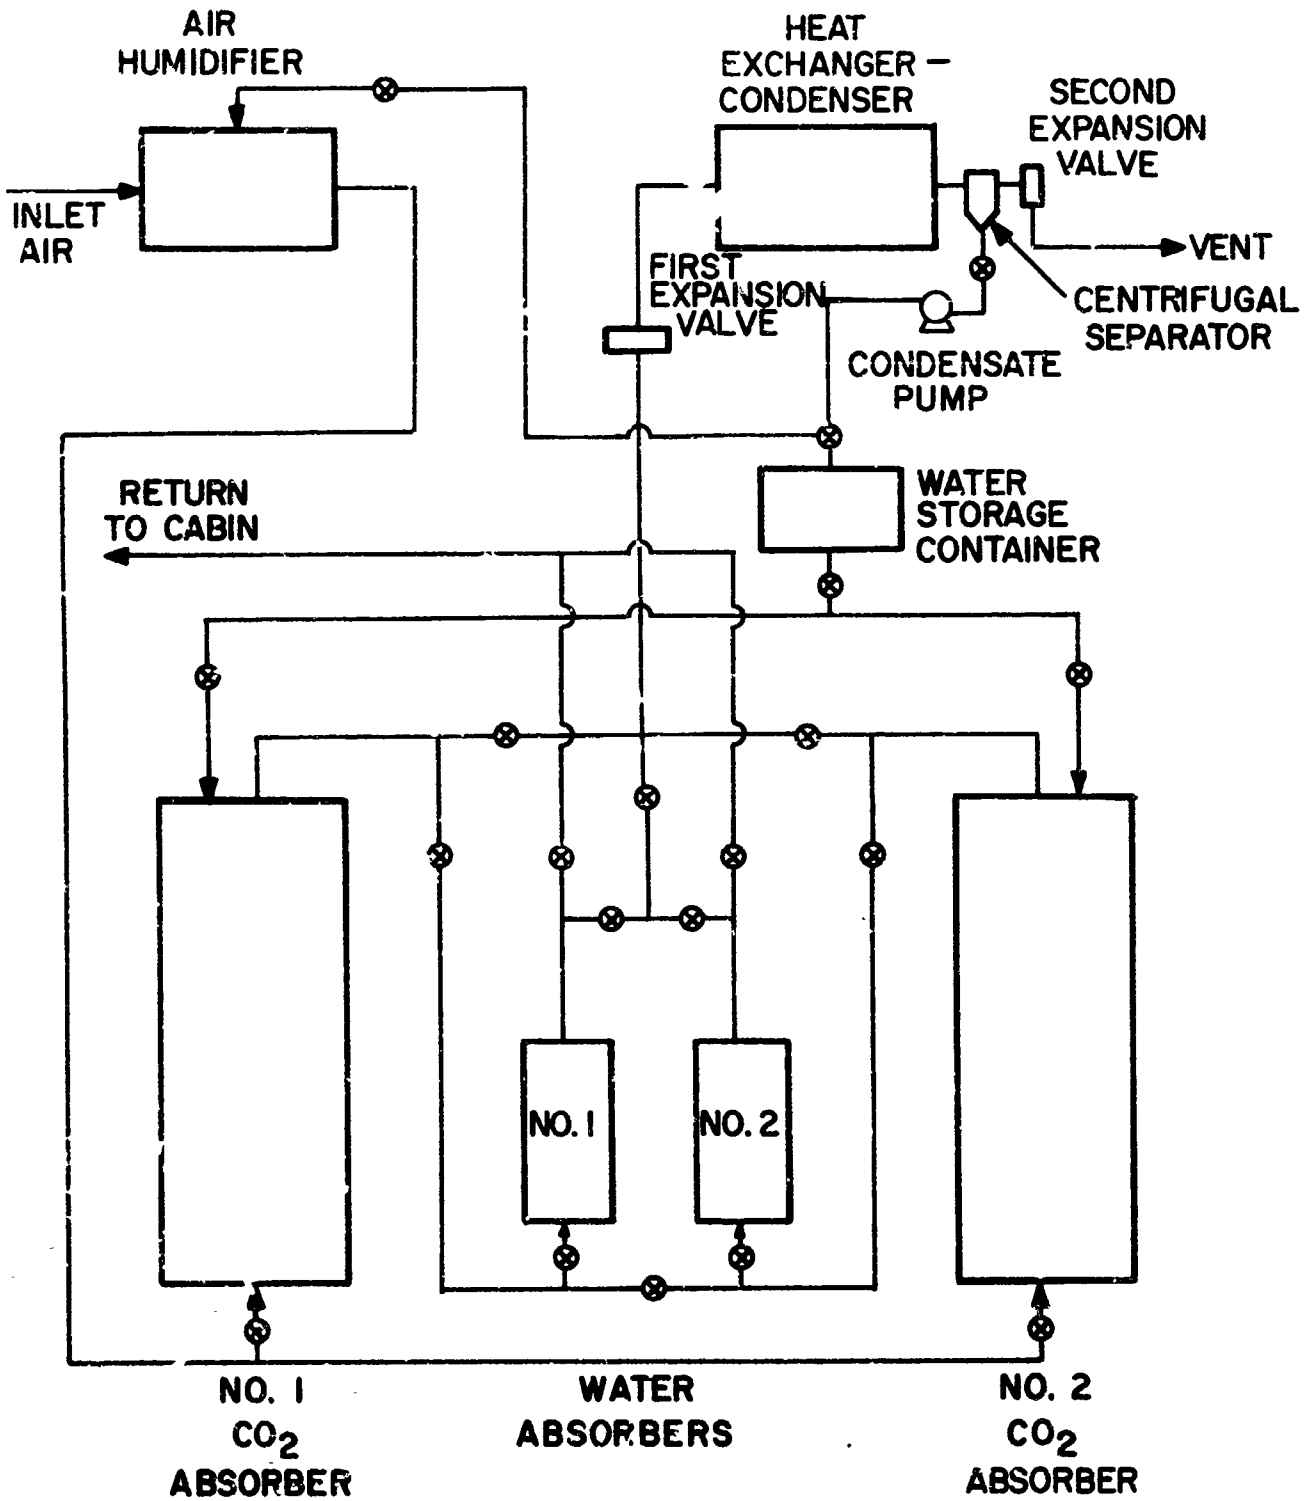 AIR
HUMIDIFIER
INLET
AIR
HEAT
EXCHANGER –
CONDENSER
SECOND
EXPANSION
VALVE
VENT
CENTRIFUGAL
SEPARATOR
FIRST
EXPANSION
VALVE
CONDENSATE
PUMP
RETURN
TO CABIN
WATER
STORAGE
CONTAINER
NO. 1
NO. 2
NO. 1
CO2
ABSORBER
WATER
ABSORBERS
NO. 2
CO2
ABSORBER